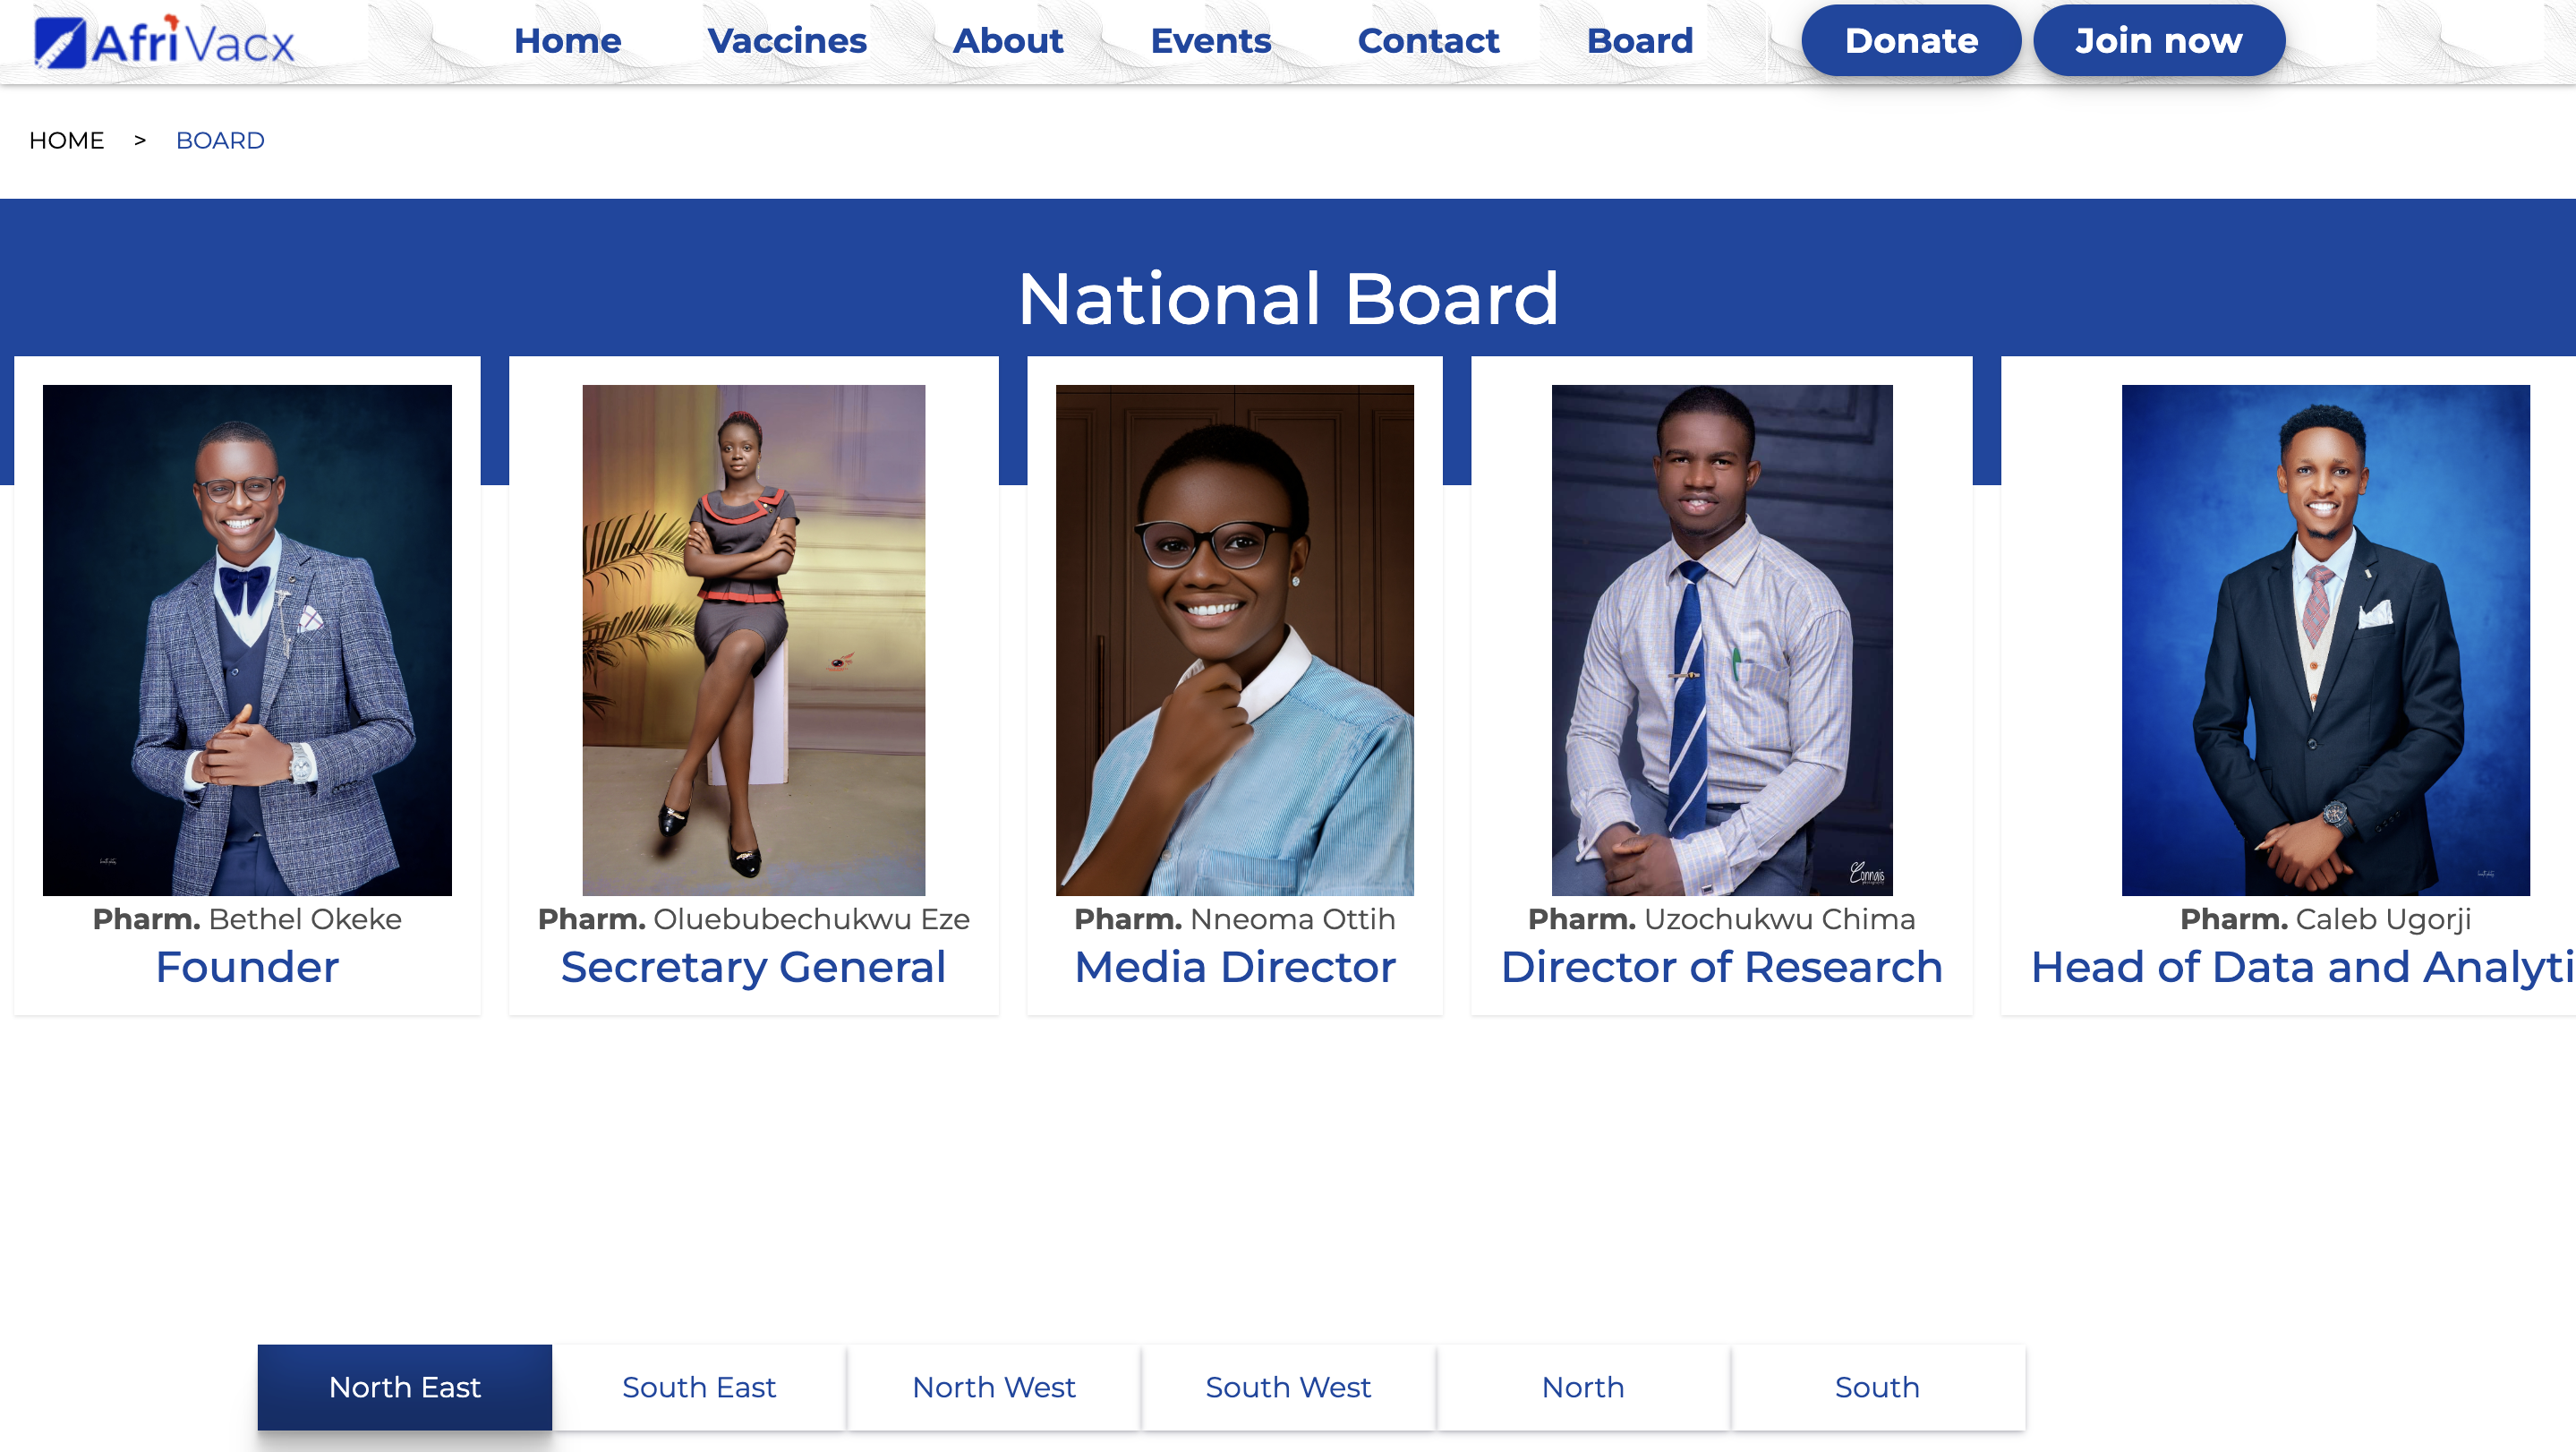 AfriVacx
Home Vaccines About Events Contact Board Donate Join now
HOME > BOARD
National Board
Connais
Pharm. Bethel Okeke
Founder
Pharm. Oluebubechukwu Eze
Secretary General
Pharm. Nneoma Ottih
Media Director
Pharm. Uzochukwu Chima
Director of Research
Pharm. Caleb Ugorji
Head of Data and Analyti
North East South East North West South West North South